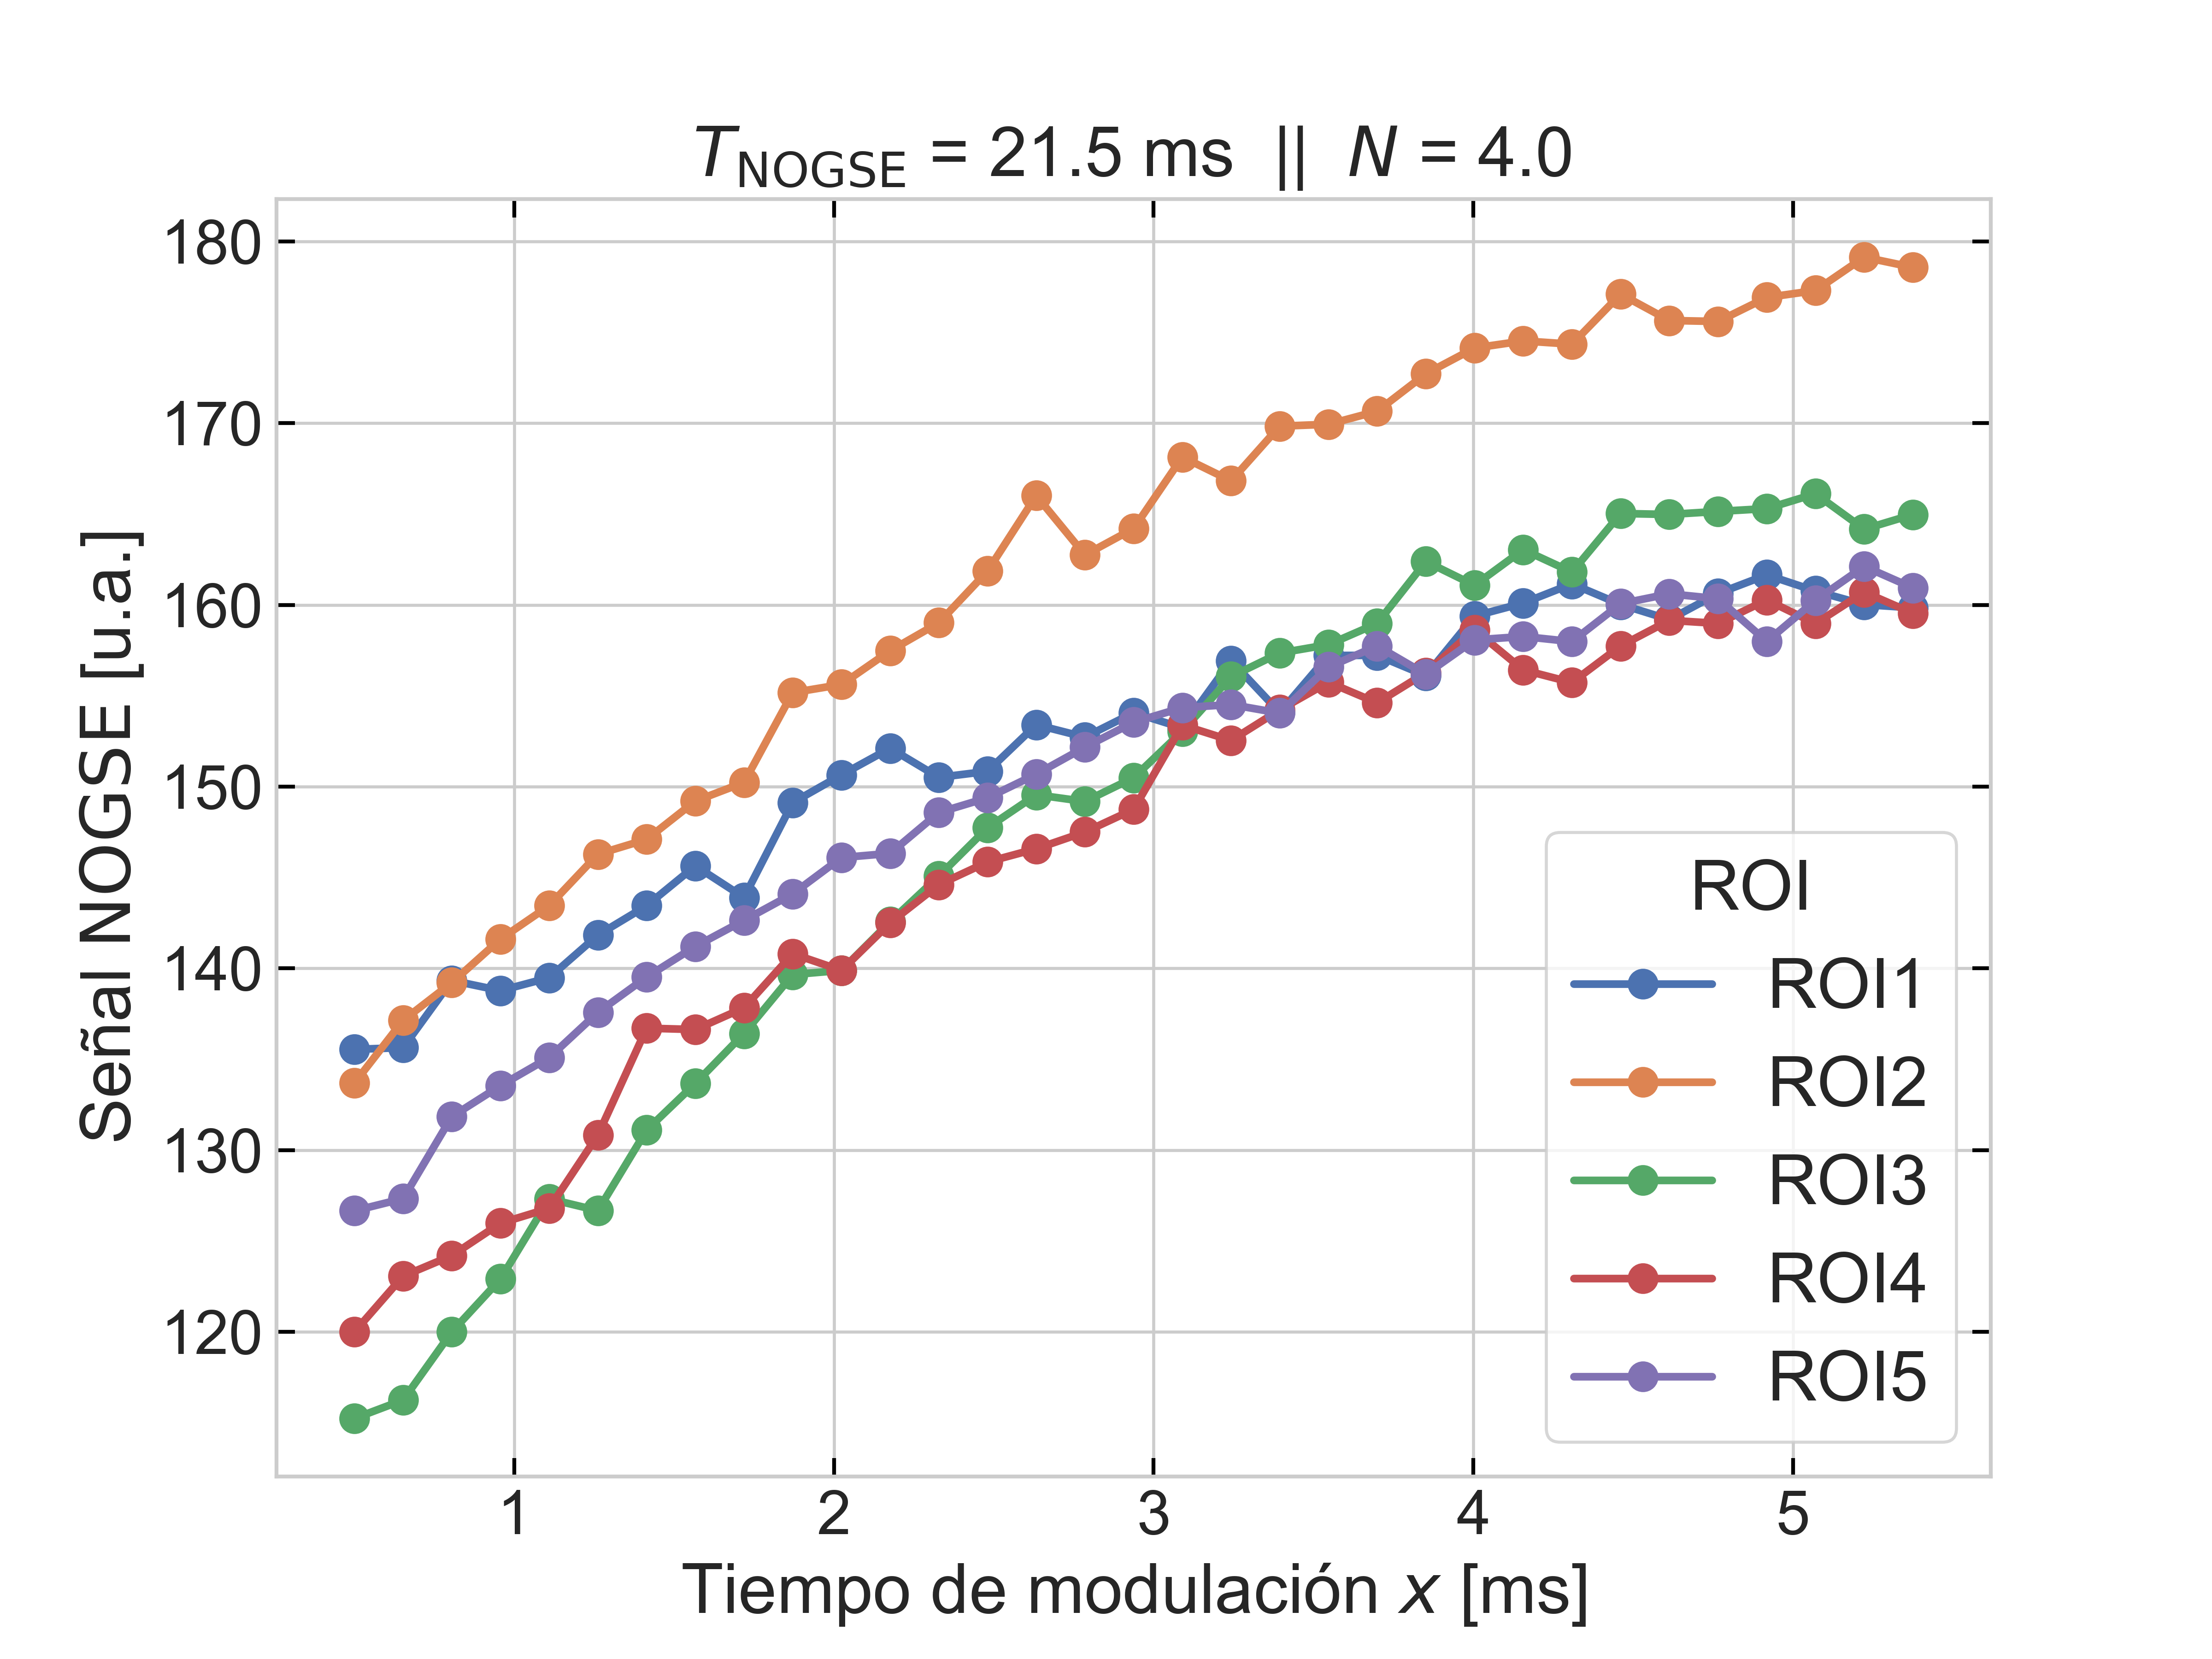 T_NOGSE = 21.5 ms || N = 4.0
180
170
160
150
140
130
120
Señal NOGSE [u.a.]
ROI
ROI1
ROI2
ROI3
ROI4
ROI5
1 2 3 4 5
Tiempo de modulación x [ms]